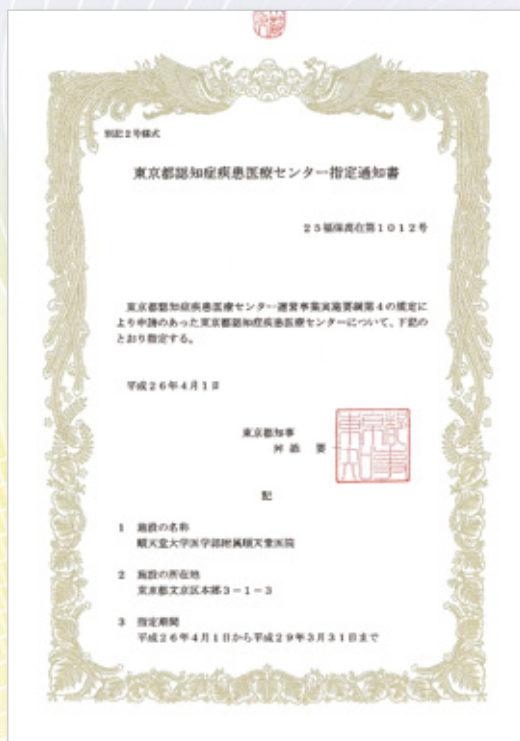 別記2号様式
東京都認知症疾患医療センター指定通知書
25福保高在第1012号
東京都認知症疾患医療センター運営事業実施要綱第4の規定に
より申請のあった東京都認知症疾患医療センターについて、下記の
とおり指定する。
平成26年4月1日
東京都知事
舛添 要一
記
1 施設の名称
順天堂大学医学部附属順天堂医院
2 施設の所在地
東京都文京区本郷3-1-3
3 指定期間
平成26年4月1日から平成29年3月31日まで